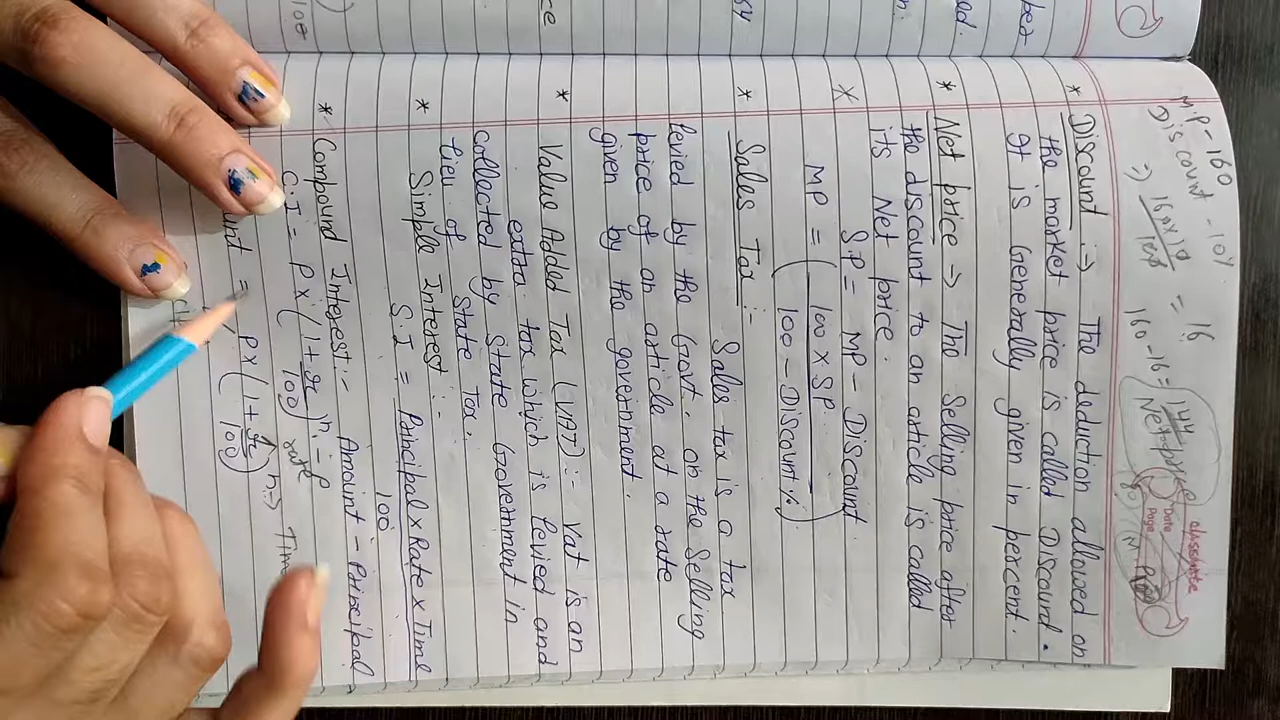 MP - 160
Discount - 10%
=) 160×10 = 16
100
160-16 = 144
Net price
classmate
Date
Page
* Discount => The deduction allowed on
the market price is called Discount.
It is Generally given in percent.
* Net price -> The Selling price after
the discount to an article is called
its Net price.
* S.P = MP - Discount
MP = ( 100 × SP
100 - Discount% )
* Sales Tax :-
Sales tax is a tax
levied by the Govt. on the Selling
price of an article at a rate
given by the government.
* Value Added Tax (VAT) :- Vat is an
extra tax which is levied and
collected by State Government in
lieu of State Tax.
* Simple Interest :-
S.I = Principal × Rate × Time
100
* Compound Interest :- Amount - Principal
C.I = P×(1+r/100)ⁿ - P
rate
= P×(1+r/100)
n -> Tim